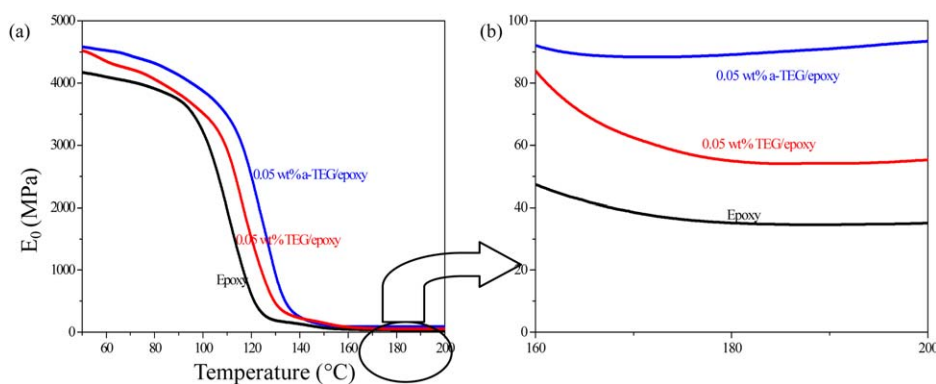 (a)
5000
4000
3000
2000
1000
0
E₀ (MPa)
0.05 wt% a-TEG/epoxy
0.05 wt% TEG/epoxy
Epoxy
60 80 100 120 140 160 180 200
Temperature (°C)
(b)
100
80
60
40
20
0
0.05 wt% a-TEG/epoxy
0.05 wt% TEG/epoxy
Epoxy
160 180 200